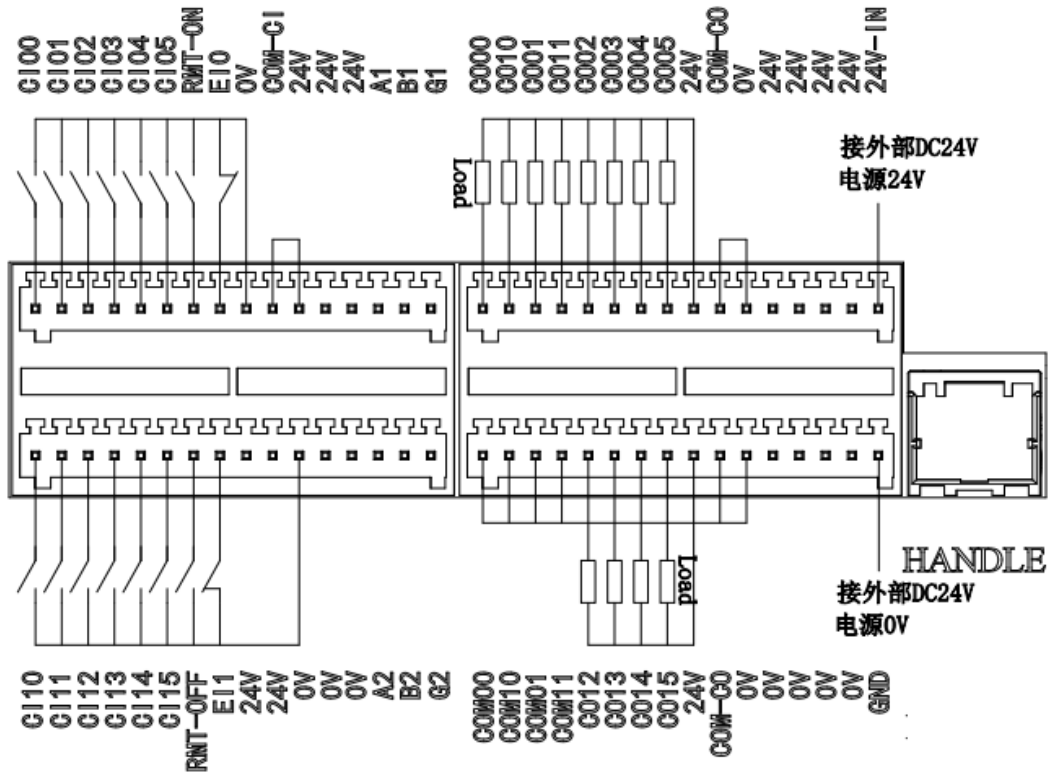 CI00
CI01
CI02
CI03
CI04
CI05
RMT-ON
EI0
0V
COM-CI
24V
24V
24V
A1
B1
G1
CO00
CO10
CO01
CO11
CO02
CO03
CO04
CO05
24V
COM-CO
0V
24V
24V
24V
24V
24V-IN
Load
接外部DC24V
电源24V
Load
HANDLE
接外部DC24V
电源0V
CI10
CI11
CI12
CI13
CI14
CI15
RMT-OFF
EI1
24V
24V
0V
0V
0V
A2
B2
G2
COM00
COM10
COM01
COM11
CO12
CO13
CO14
CO15
24V
COM-CO
0V
0V
0V
0V
0V
GND